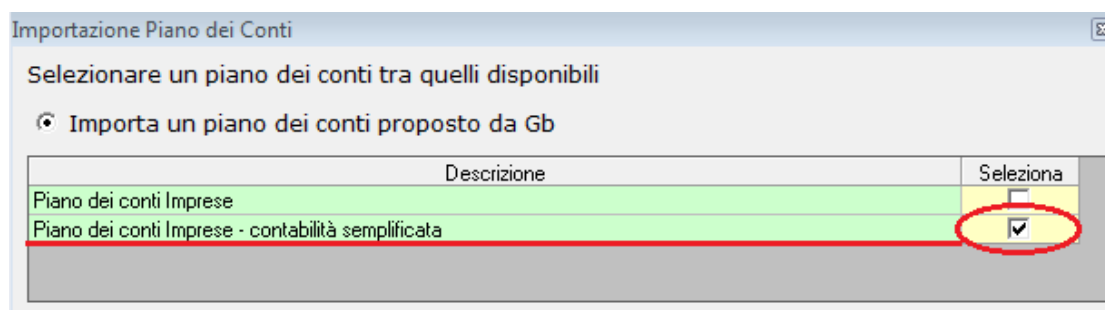 Importazione Piano dei Conti
Selezionare un piano dei conti tra quelli disponibili
Importa un piano dei conti proposto da Gb
Descrizione Seleziona
Piano dei conti Imprese
Piano dei conti Imprese - contabilità semplificata